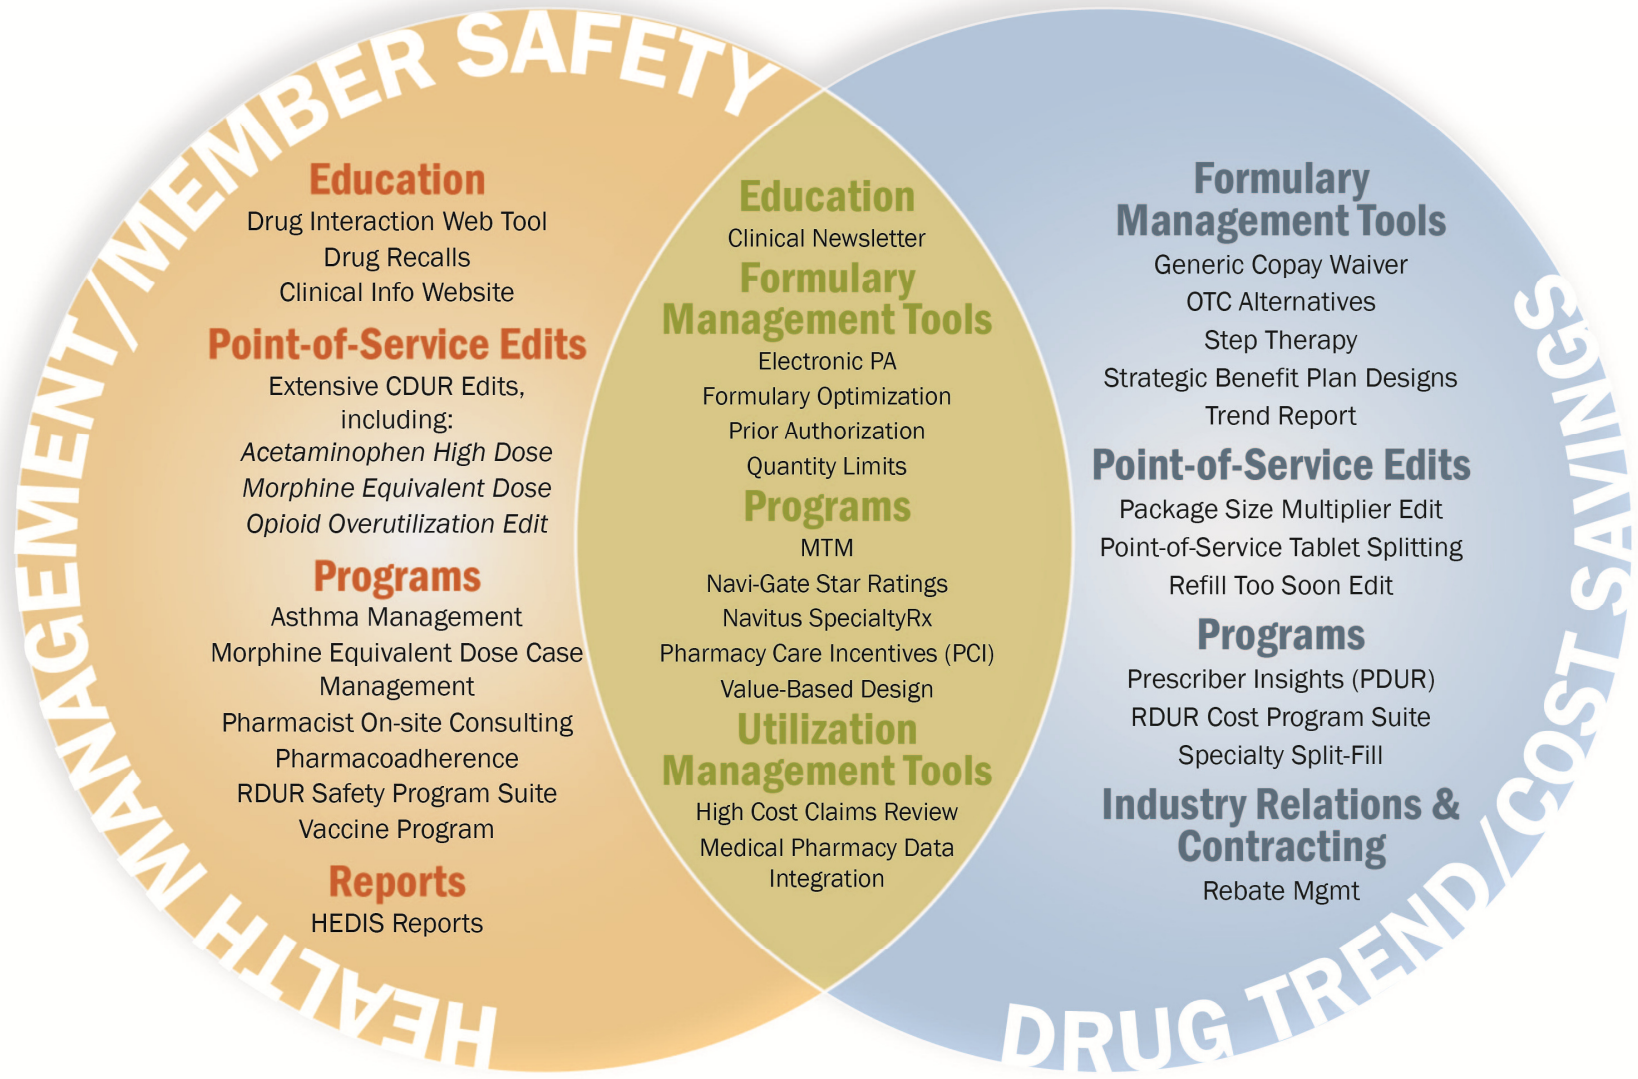 HEALTH MANAGEMENT/MEMBER SAFETY
Education
Drug Interaction Web Tool
Drug Recalls
Clinical Info Website
Point-of-Service Edits
Extensive CDUR Edits,
including:
Acetaminophen High Dose
Morphine Equivalent Dose
Opioid Overutilization Edit
Programs
Asthma Management
Morphine Equivalent Dose Case
Management
Pharmacist On-site Consulting
Pharmacoadherence
RDUR Safety Program Suite
Vaccine Program
Reports
HEDIS Reports
Education
Clinical Newsletter
Formulary
Management Tools
Electronic PA
Formulary Optimization
Prior Authorization
Quantity Limits
Programs
MTM
Navi-Gate Star Ratings
Navitus SpecialtyRx
Pharmacy Care Incentives (PCI)
Value-Based Design
Utilization
Management Tools
High Cost Claims Review
Medical Pharmacy Data
Integration
DRUG TREND/COST SAVINGS
Formulary
Management Tools
Generic Copay Waiver
OTC Alternatives
Step Therapy
Strategic Benefit Plan Designs
Trend Report
Point-of-Service Edits
Package Size Multiplier Edit
Point-of-Service Tablet Splitting
Refill Too Soon Edit
Programs
Prescriber Insights (PDUR)
RDUR Cost Program Suite
Specialty Split-Fill
Industry Relations &
Contracting
Rebate Mgmt